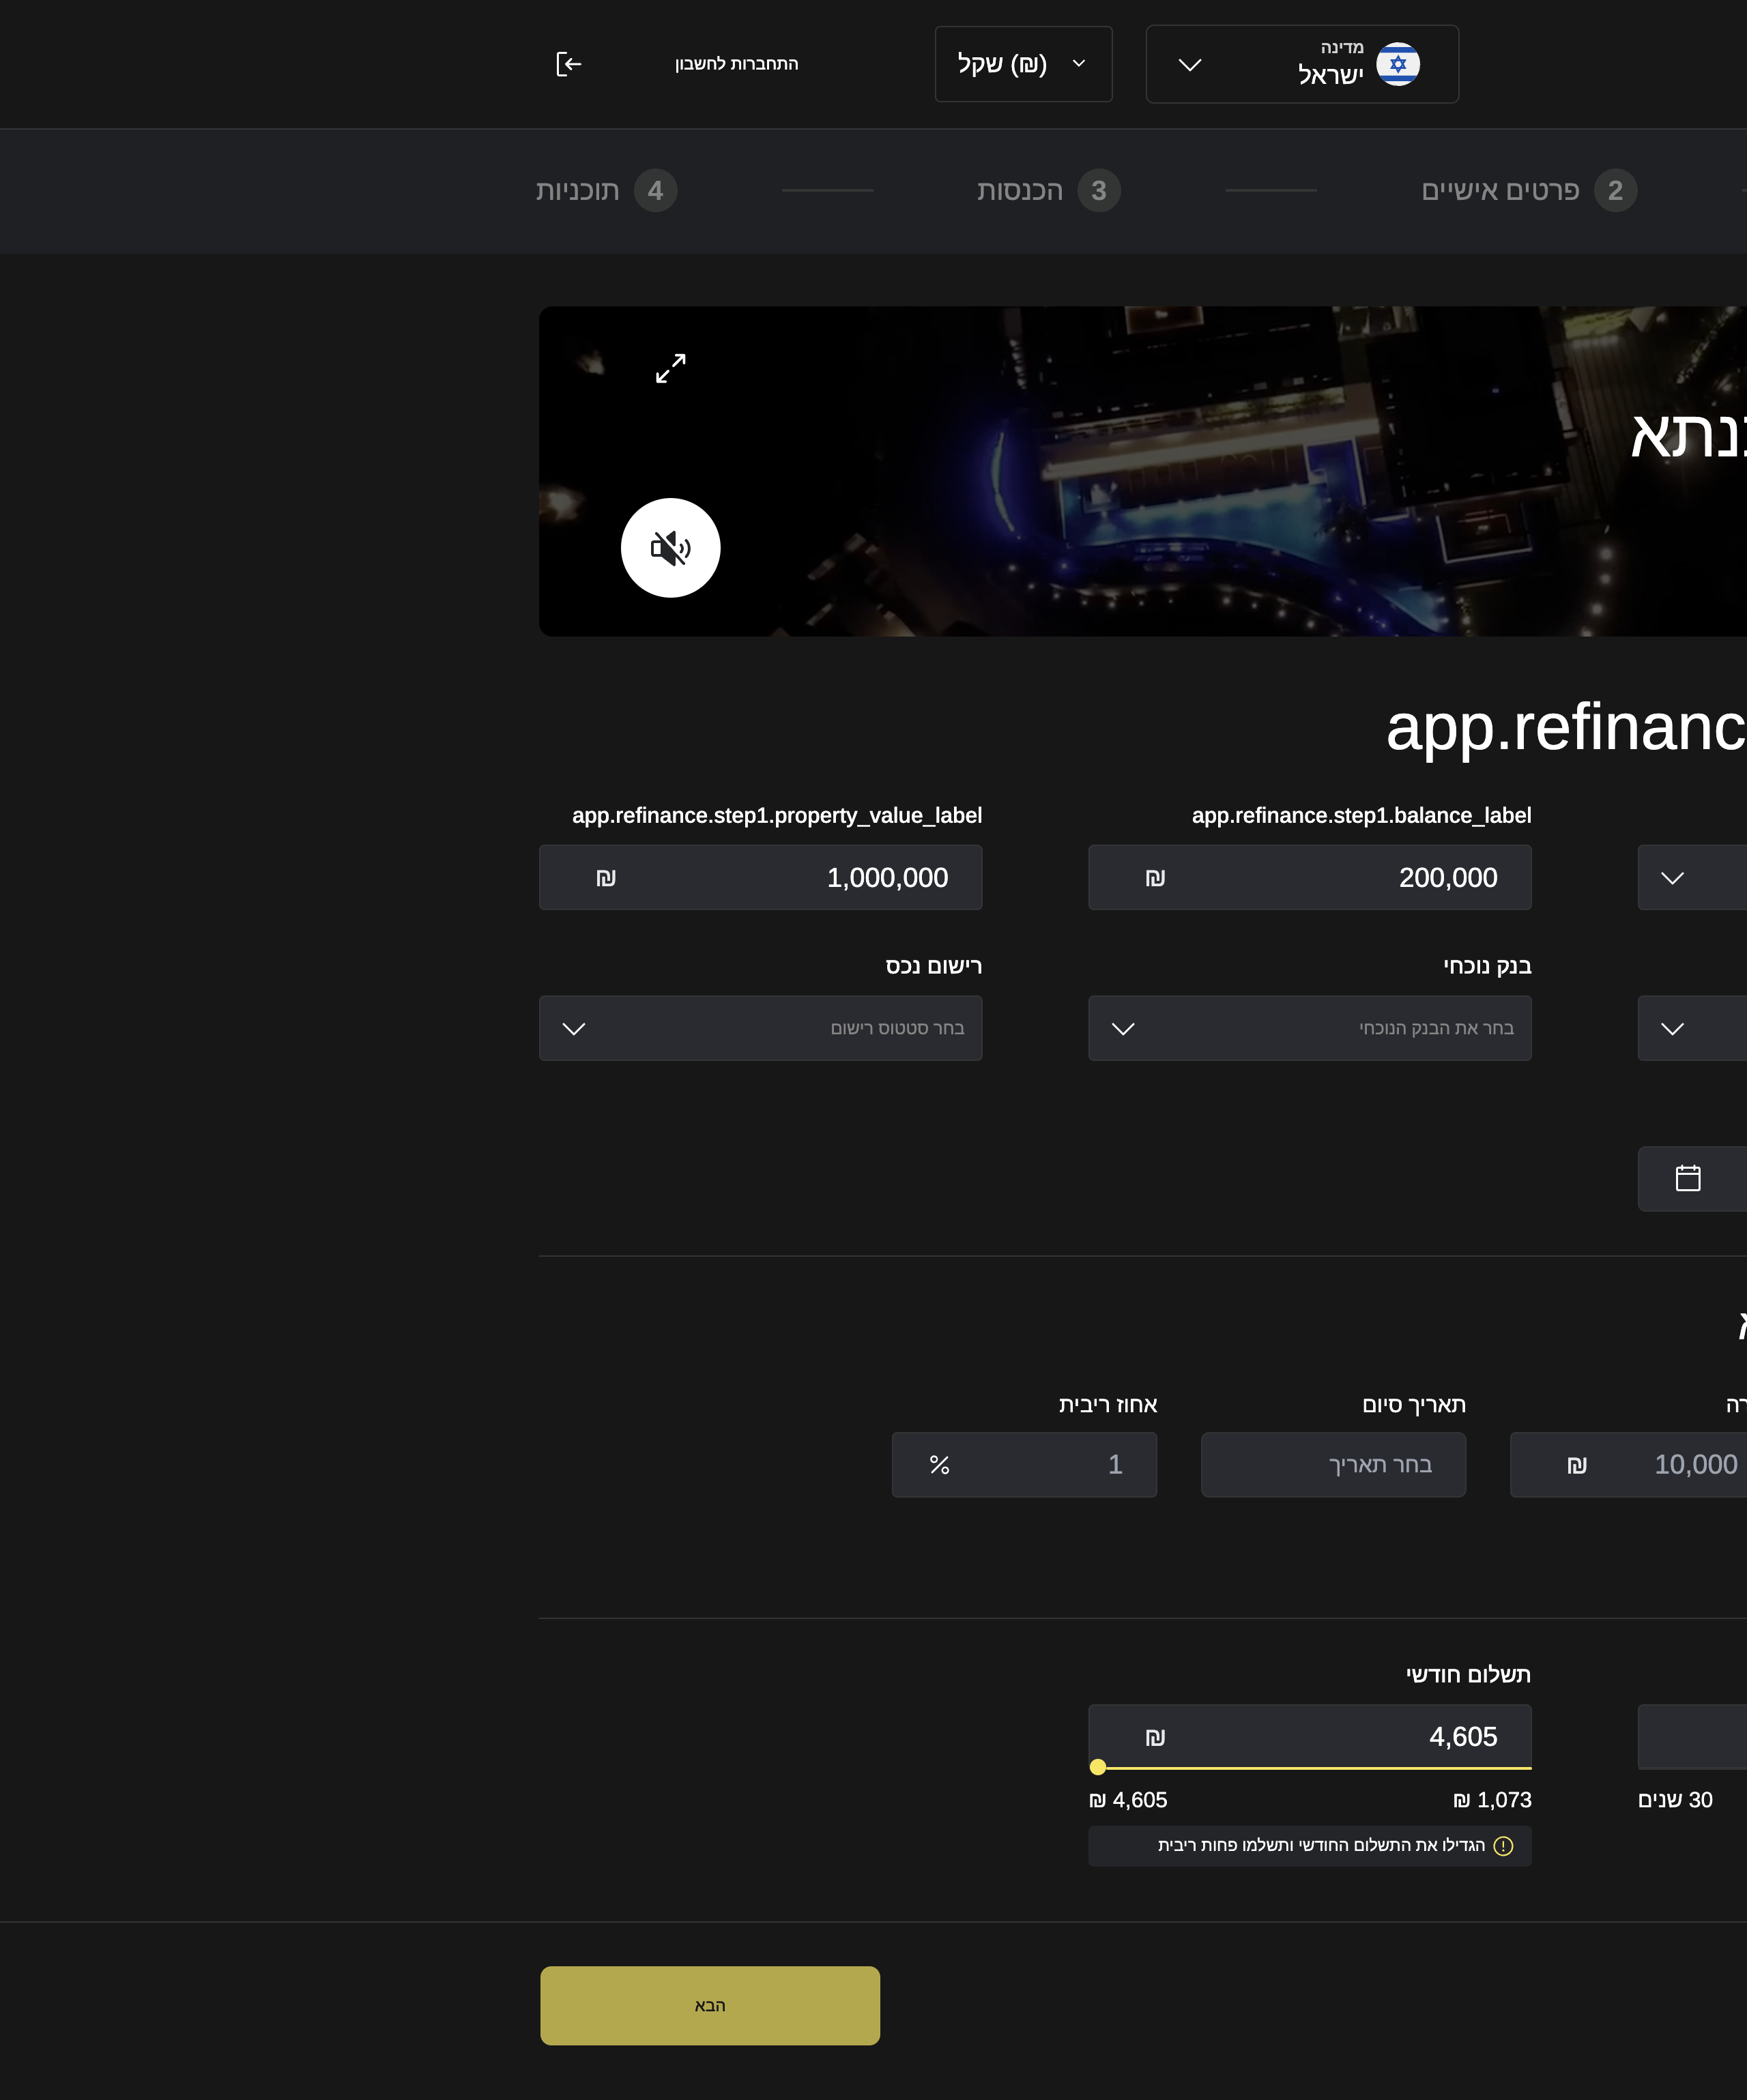 מדינה
ישראל
שקל (₪)
התחברות לחשבון
2 פרטים אישיים
3 הכנסות
4 תוכניות
app.refinanc
app.refinance.step1.balance_label
app.refinance.step1.property_value_label
200,000 ₪
1,000,000 ₪
בנק נוכחי
רישום נכס
בחר את הבנק הנוכחי
בחר סטטוס רישום
תאריך סיום
אחוז ריבית
10,000 ₪
בחר תאריך
1 %
תשלום חודשי
4,605 ₪
30 שנים
1,073 ₪
4,605 ₪
הגדילו את התשלום החודשי ותשלמו פחות ריבית
הבא